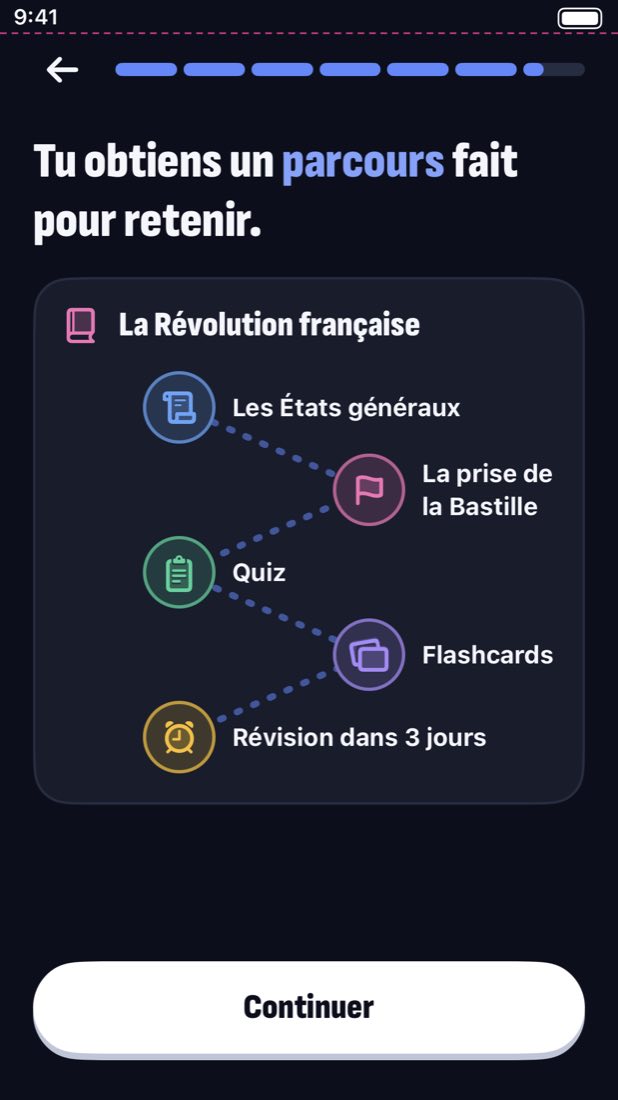 9:41
Tu obtiens un parcours fait
pour retenir.
La Révolution française
Les États généraux
La prise de
la Bastille
Quiz
Flashcards
Révision dans 3 jours
Continuer